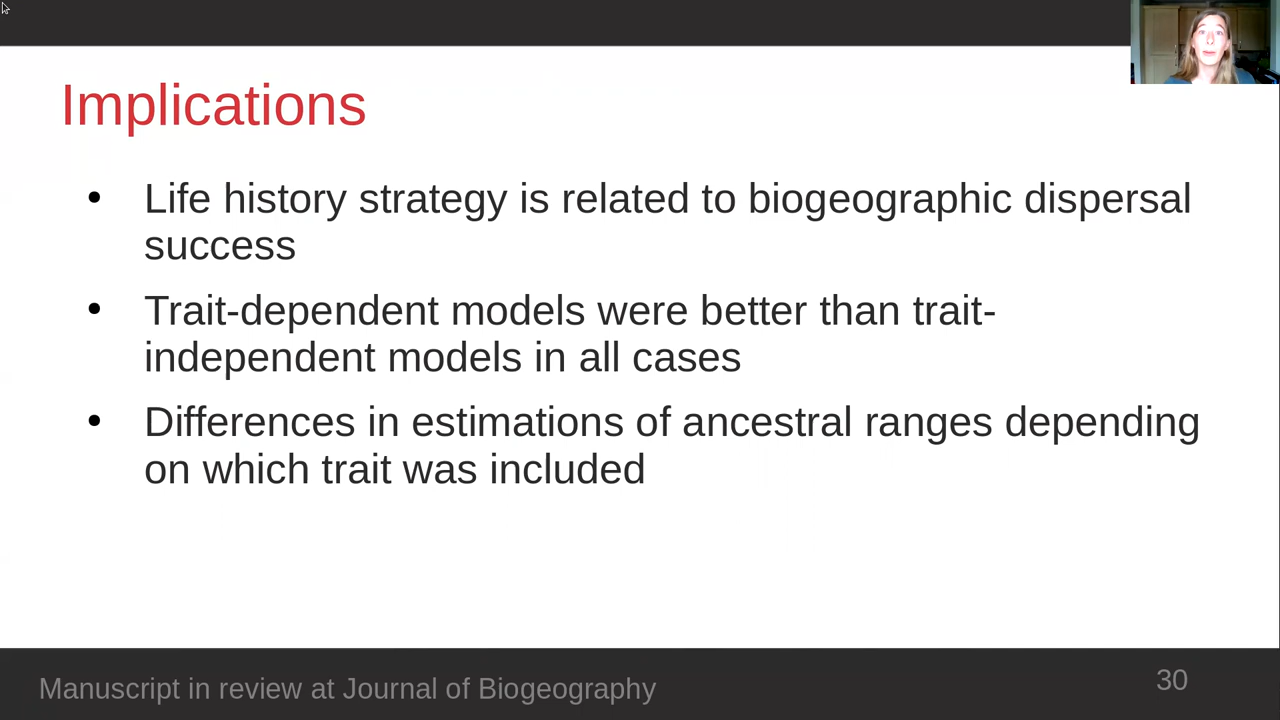 Implications
• Life history strategy is related to biogeographic dispersal
success
• Trait-dependent models were better than trait-
independent models in all cases
• Differences in estimations of ancestral ranges depending
on which trait was included
Manuscript in review at Journal of Biogeography
30